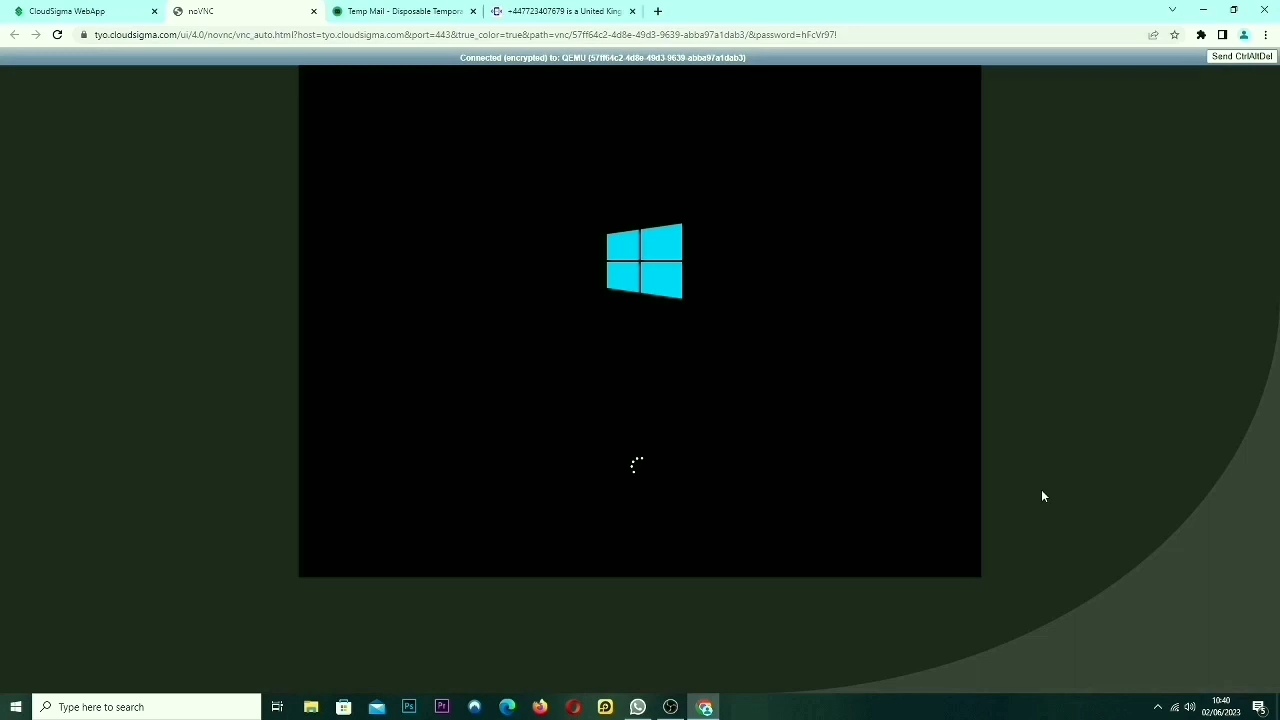 CloudSigma WebApp
noVNC
Temp Mail - Disposable Tempora
+447723407679 is a United King
tyo.cloudsigma.com/ui/4.0/novnc/vnc_auto.html?host=tyo.cloudsigma.com&port=443&true_color=true&path=vnc/57ff64c2-4d8e-49d3-9639-abba97a1dab3/&password=hFcVr97!
Connected (encrypted) to: QEMU (57ff64c2-4d8e-49d3-9639-abba97a1dab3)
Send CtrlAltDel
Type here to search
Ps
Pr
10:40
02/06/2023